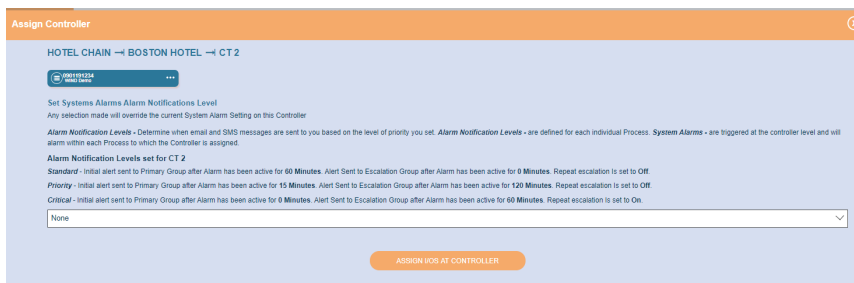 Assign Controller
HOTEL CHAIN ⊸ BOSTON HOTEL ⊸ CT 2
0901191234
WIND Demo
Set Systems Alarms Alarm Notifications Level
Any selection made will override the current System Alarm Setting on this Controller
Alarm Notification Levels - Determine when email and SMS messages are sent to you based on the level of priority you set. Alarm Notification Levels - are defined for each individual Process. System Alarms - are triggered at the controller level and will
alarm within each Process to which the Controller is assigned.
Alarm Notification Levels set for CT 2
Standard - Initial alert sent to Primary Group after Alarm has been active for 60 Minutes. Alert Sent to Escalation Group after Alarm has been active for 0 Minutes. Repeat escalation is set to Off.
Priority - Initial alert sent to Primary Group after Alarm has been active for 15 Minutes. Alert Sent to Escalation Group after Alarm has been active for 120 Minutes. Repeat escalation is set to Off.
Critical - Initial alert sent to Primary Group after Alarm has been active for 0 Minutes. Alert Sent to Escalation Group after Alarm has been active for 60 Minutes. Repeat escalation is set to On.
None
ASSIGN I/OS AT CONTROLLER